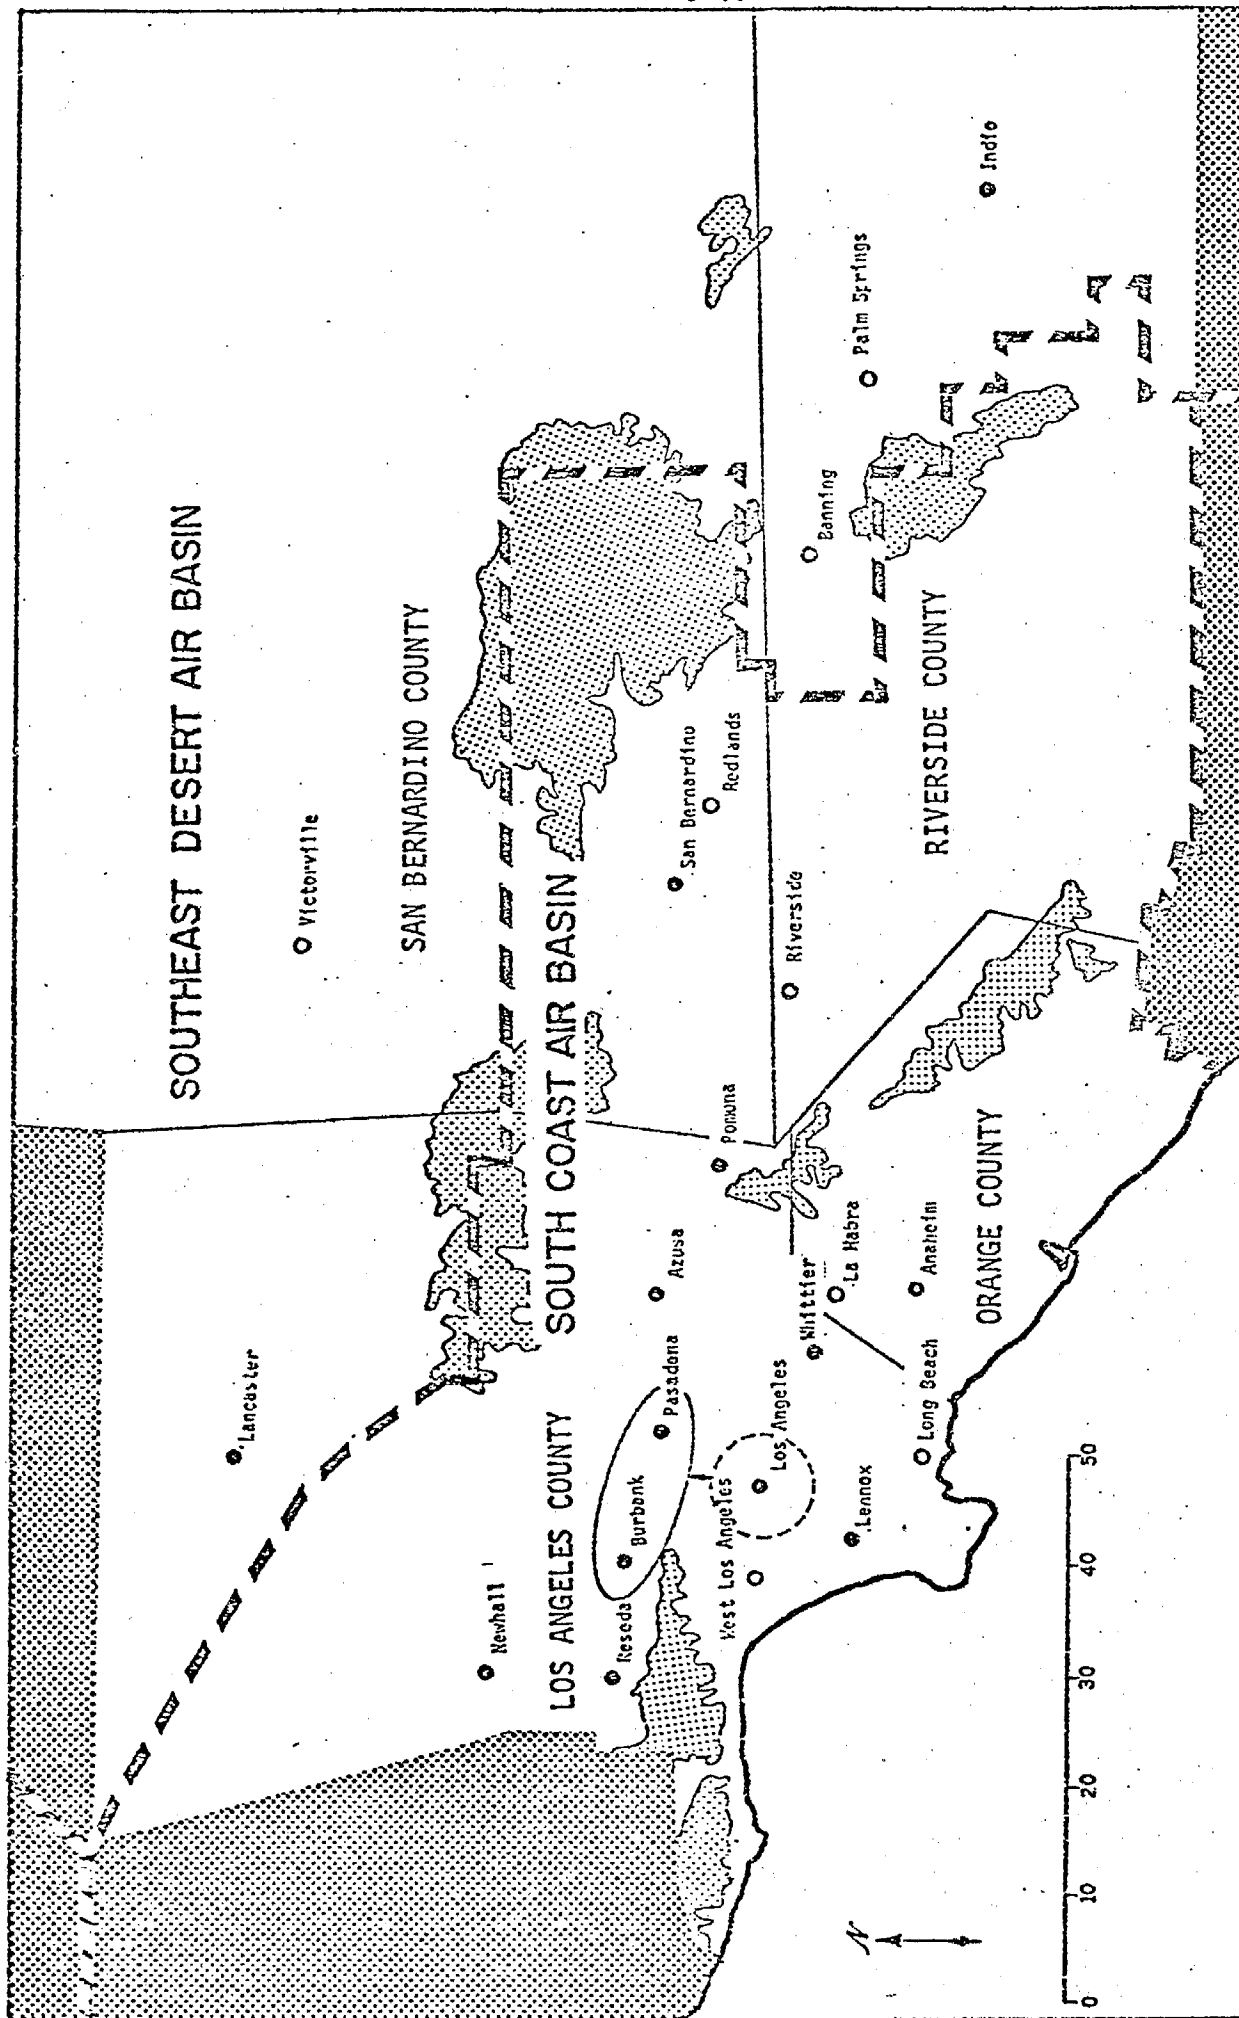 SOUTHEAST DESERT AIR BASIN
Lancaster
Victorville
SAN BERNARDINO COUNTY
Newhall
LOS ANGELES COUNTY
SOUTH COAST AIR BASIN
Reseda
Burbank
Pasadena
Azusa
Pomona
San Bernardino
Redlands
West Los Angeles
Los Angeles
Whittier
Riverside
Banning
Palm Springs
Indio
Lennox
La Habra
Long Beach
Anaheim
ORANGE COUNTY
RIVERSIDE COUNTY
N
0 10 20 30 40 50